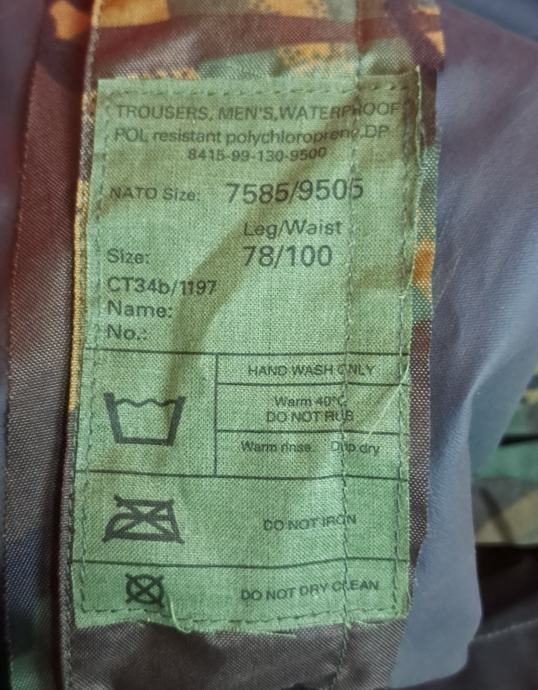 TROUSERS, MEN'S, WATERPROOF
POL resistant polychloroprene, DP
8415-99-130-9500
NATO Size: 7585/9505
Leg/Waist
Size: 78/100
CT34b/1197
Name:
No.:
HAND WASH ONLY
Warm 40°C
DO NOT RUB
Warm rinse. Drip dry
DO NOT IRON
DO NOT DRY CLEAN